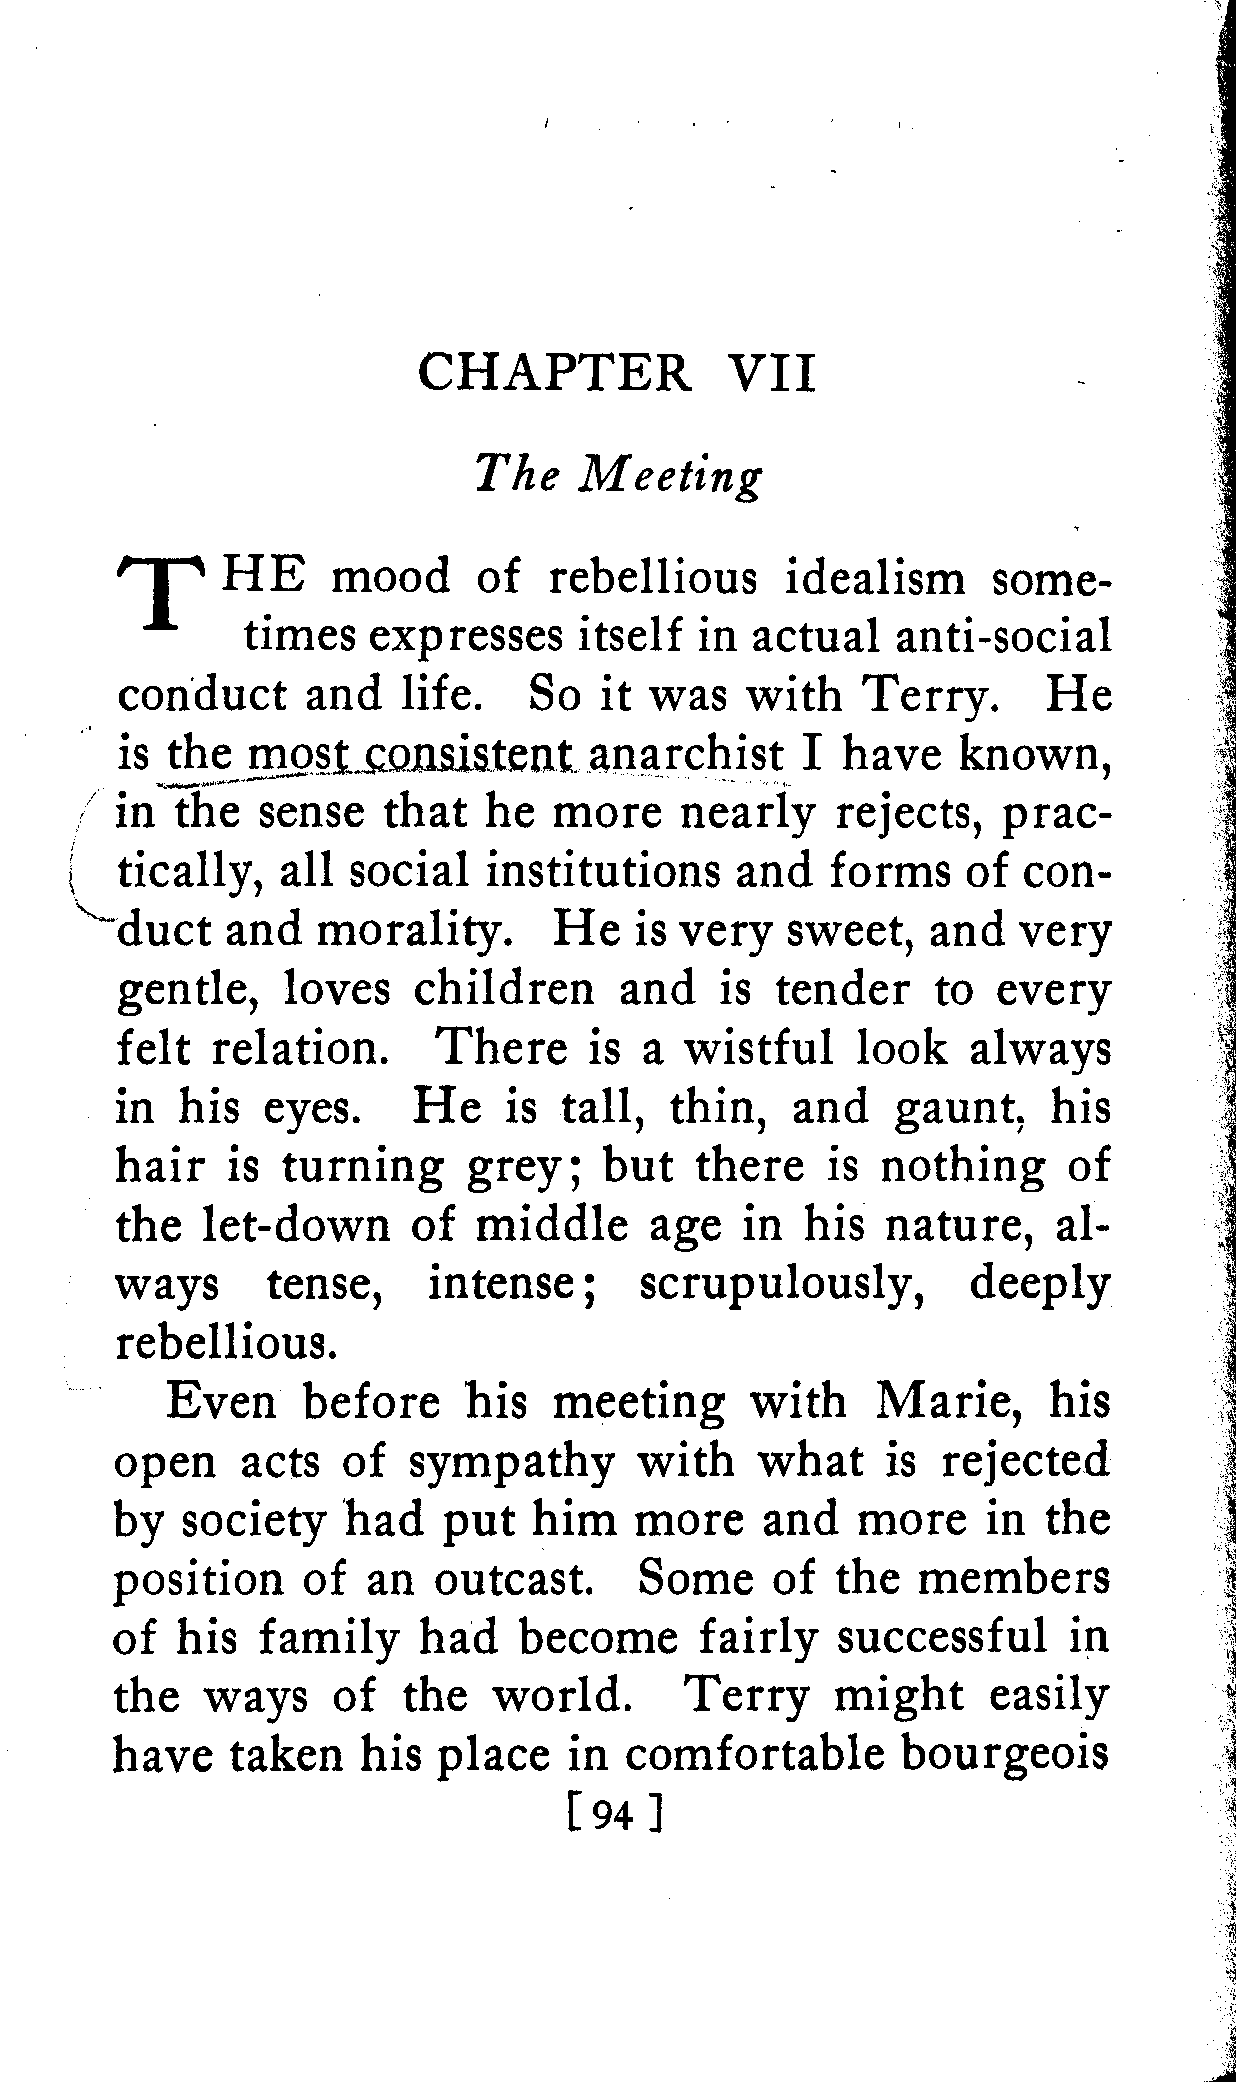 CHAPTER VII
The Meeting
THE mood of rebellious idealism some-
times expresses itself in actual anti-social
conduct and life. So it was with Terry. He
is the most consistent anarchist I have known,
in the sense that he more nearly rejects, prac-
tically, all social institutions and forms of con-
duct and morality. He is very sweet, and very
gentle, loves children and is tender to every
felt relation. There is a wistful look always
in his eyes. He is tall, thin, and gaunt, his
hair is turning grey; but there is nothing of
the let-down of middle age in his nature, al-
ways tense, intense; scrupulously, deeply
rebellious.
Even before his meeting with Marie, his
open acts of sympathy with what is rejected
by society had put him more and more in the
position of an outcast. Some of the members
of his family had become fairly successful in
the ways of the world. Terry might easily
have taken his place in comfortable bourgeois
[94]